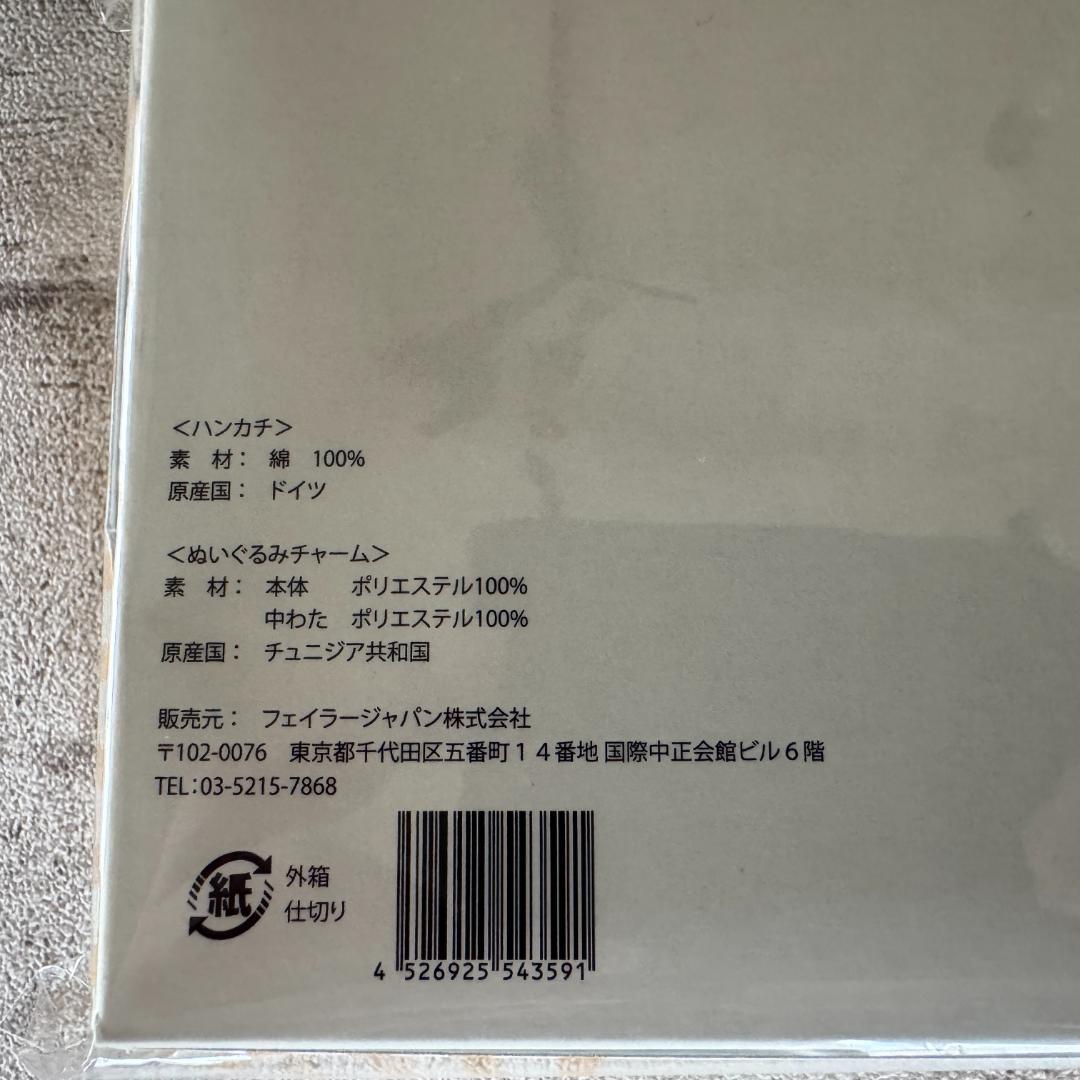 ＜ハンカチ＞
素　材：　綿　100%
原産国：　ドイツ
＜ぬいぐるみチャーム＞
素　材：　本体　　ポリエステル100%
中わた　ポリエステル100%
原産国：　チュニジア共和国
販売元：　フェイラージャパン株式会社
〒102-0076　東京都千代田区五番町１４番地 国際中正会館ビル６階
TEL：03-5215-7868
紙
外箱
仕切り
4 526925 543591